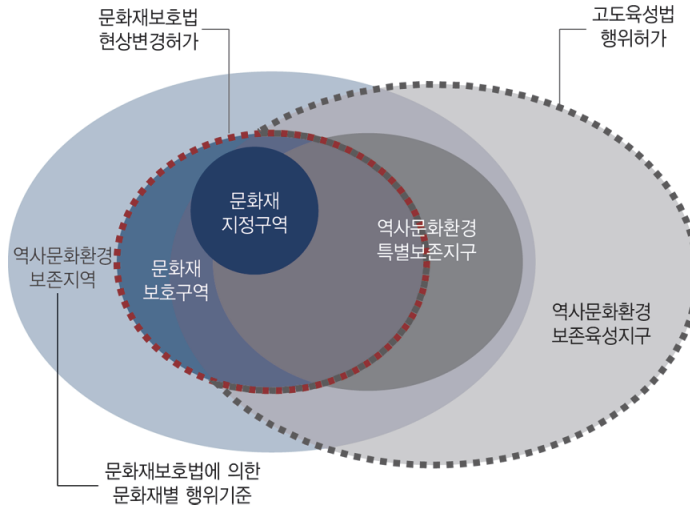 문화재보호법
현상변경허가
고도육성법
행위허가
문화재
지정구역
역사문화환경
특별보존지구
역사문화환경
보존지역
문화재
보호구역
역사문화환경
보존육성지구
문화재보호법에 의한
문화재별 행위기준